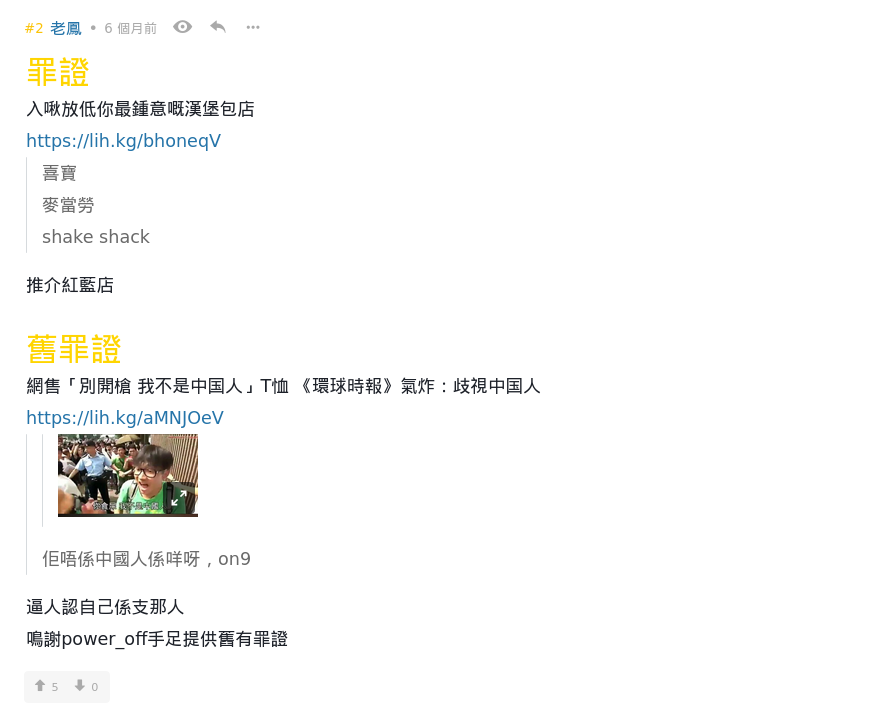 #2 老鳳 • 6 個月前
罪證
入啾放低你最鍾意嘅漢堡包店
https://lih.kg/bhoneqV
喜寶
麥當勞
shake shack
推介紅藍店
舊罪證
網售「別開槍 我不是中国人」T恤 《環球時報》氣炸：歧視中国人
https://lih.kg/aMNJOeV
佢唔係中國人係咩呀，on9
逼人認自己係支那人
鳴謝power_off手足提供舊有罪證
5 0